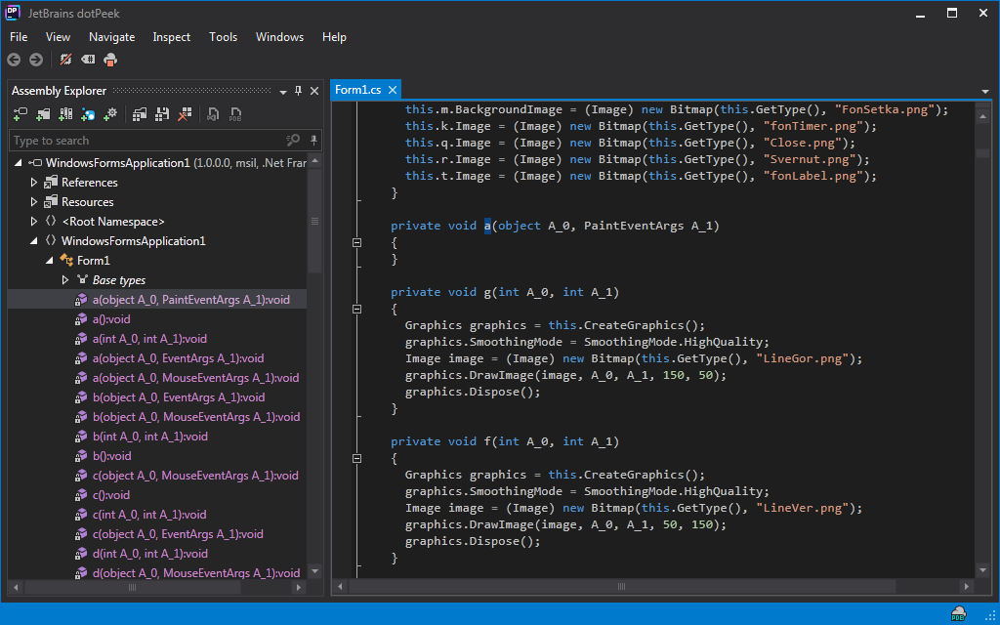 DP JetBrains dotPeek
File View Navigate Inspect Tools Windows Help
Assembly Explorer
Type to search
WindowsFormsApplication1 (1.0.0.0, msil, .Net Fram
References
Resources
<Root Namespace>
WindowsFormsApplication1
Form1
Base types
a(object A_0, PaintEventArgs A_1):void
a():void
a(int A_0, int A_1):void
a(object A_0, EventArgs A_1):void
a(object A_0, MouseEventArgs A_1):void
b(object A_0, EventArgs A_1):void
b(object A_0, MouseEventArgs A_1):void
b(int A_0, int A_1):void
b():void
c(object A_0, MouseEventArgs A_1):void
c():void
c(int A_0, int A_1):void
c(object A_0, EventArgs A_1):void
d(int A_0, int A_1):void
d(object A_0, MouseEventArgs A_1):void
Form1.cs
this.m.BackgroundImage = (Image) new Bitmap(this.GetType(), "FonSetka.png");
this.k.Image = (Image) new Bitmap(this.GetType(), "fonTimer.png");
this.q.Image = (Image) new Bitmap(this.GetType(), "Close.png");
this.r.Image = (Image) new Bitmap(this.GetType(), "Svernut.png");
this.t.Image = (Image) new Bitmap(this.GetType(), "fonLabel.png");
}
private void a(object A_0, PaintEventArgs A_1)
{
}
private void g(int A_0, int A_1)
{
Graphics graphics = this.CreateGraphics();
graphics.SmoothingMode = SmoothingMode.HighQuality;
Image image = (Image) new Bitmap(this.GetType(), "LineGor.png");
graphics.DrawImage(image, A_0, A_1, 150, 50);
graphics.Dispose();
}
private void f(int A_0, int A_1)
{
Graphics graphics = this.CreateGraphics();
graphics.SmoothingMode = SmoothingMode.HighQuality;
Image image = (Image) new Bitmap(this.GetType(), "LineVer.png");
graphics.DrawImage(image, A_0, A_1, 50, 150);
graphics.Dispose();
}
PDB